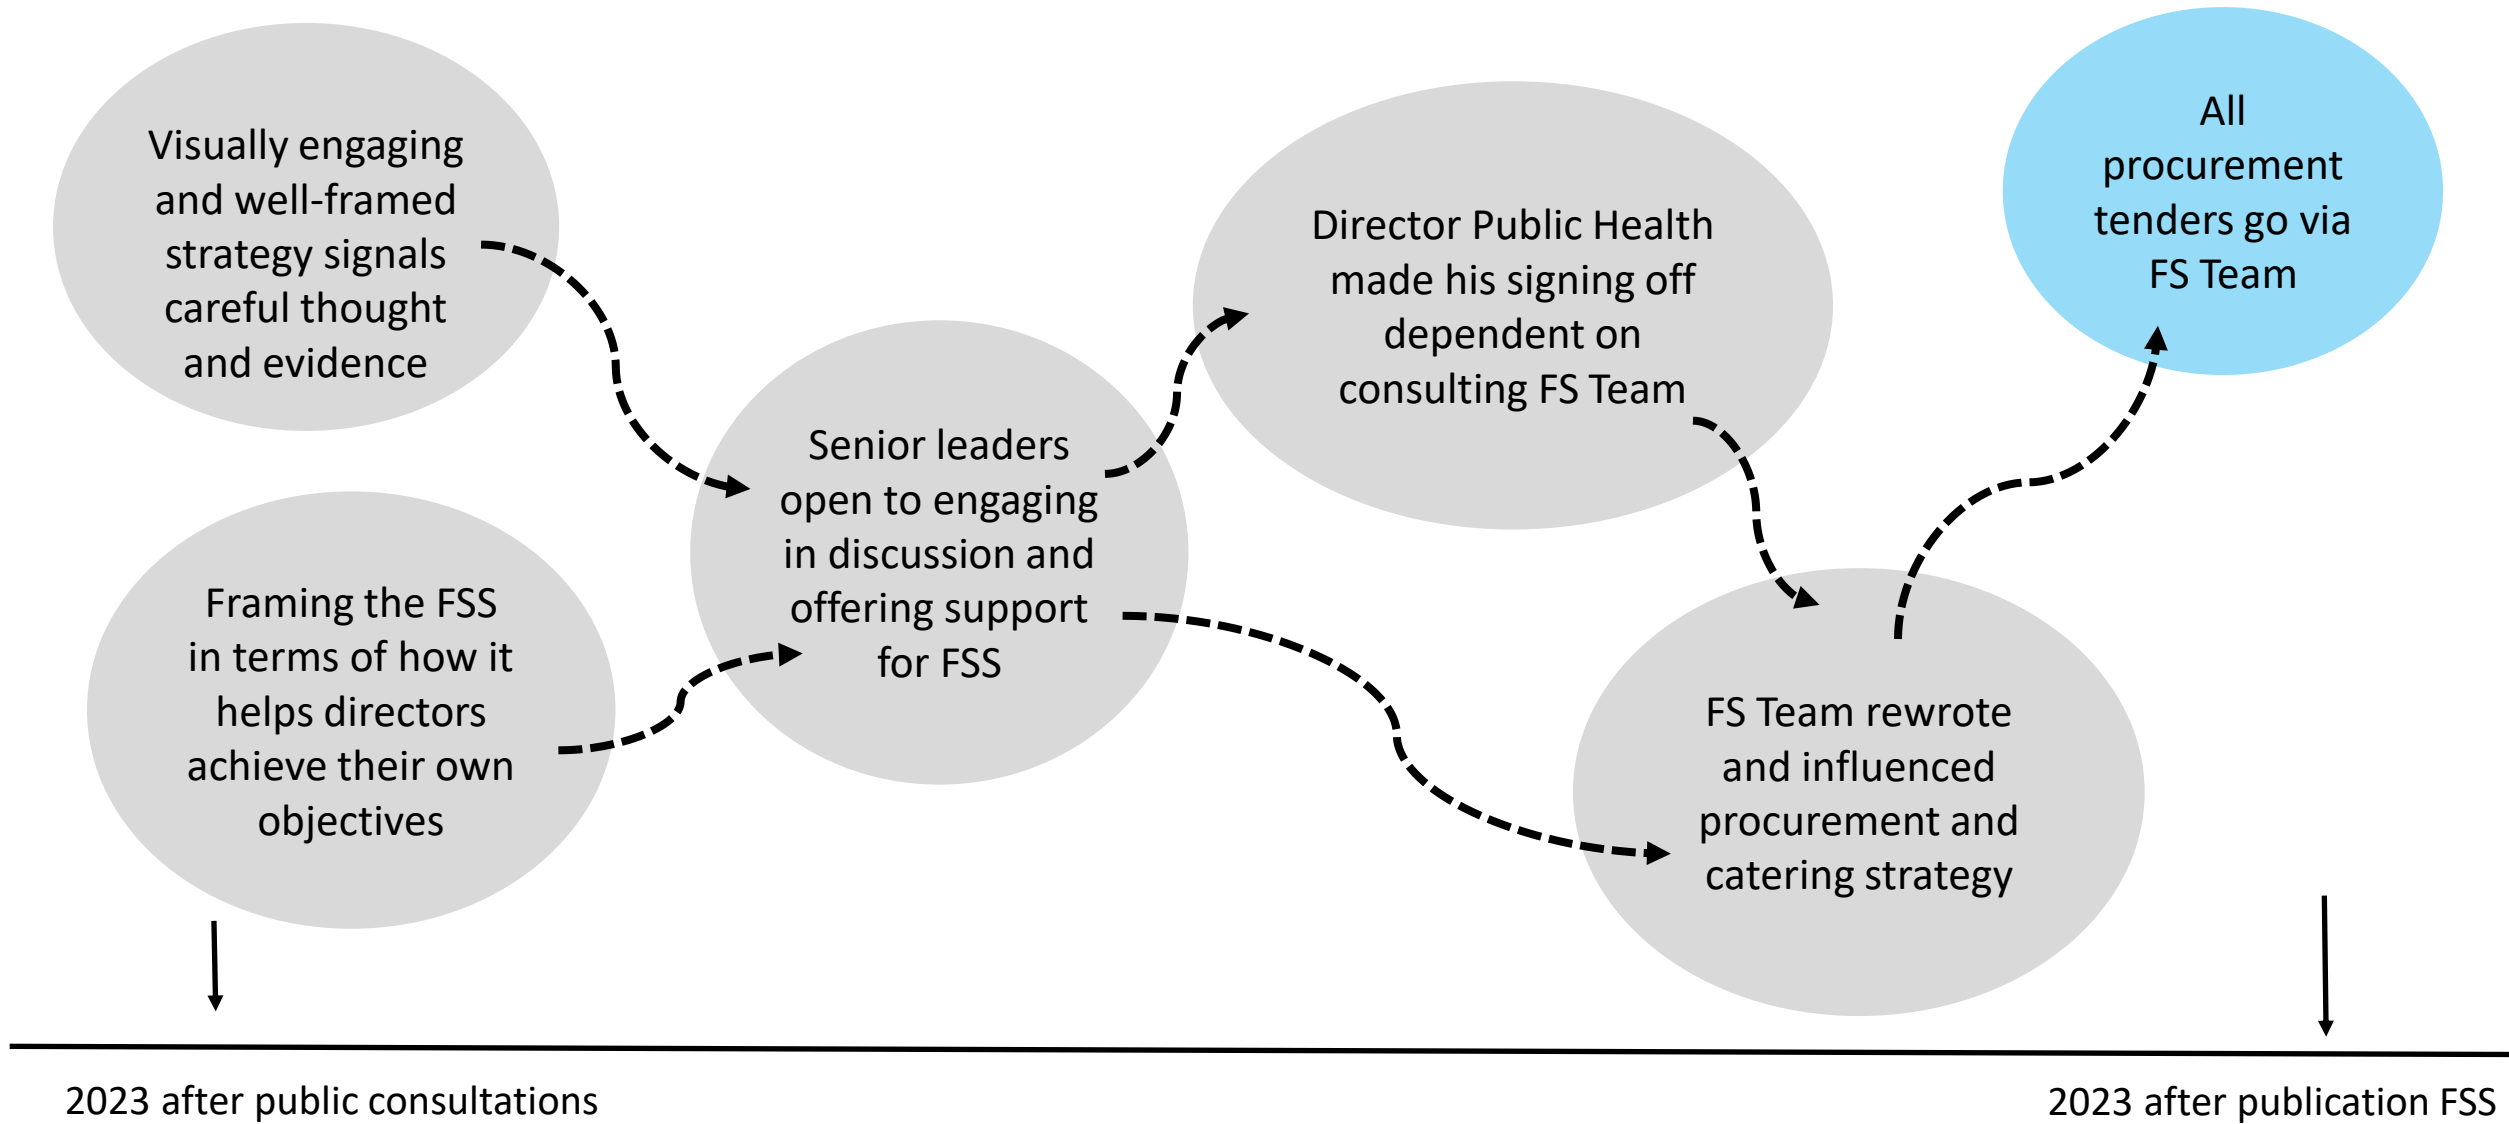 Visually engaging
and well-framed
strategy signals
careful thought
and evidence
Framing the FSS
in terms of how it
helps directors
achieve their own
objectives
Senior leaders
open to engaging
in discussion and
offering support
for FSS
Director Public Health
made his signing off
dependent on
consulting FS Team
FS Team rewrote
and influenced
procurement and
catering strategy
All
procurement
tenders go via
FS Team
2023 after public consultations
2023 after publication FSS